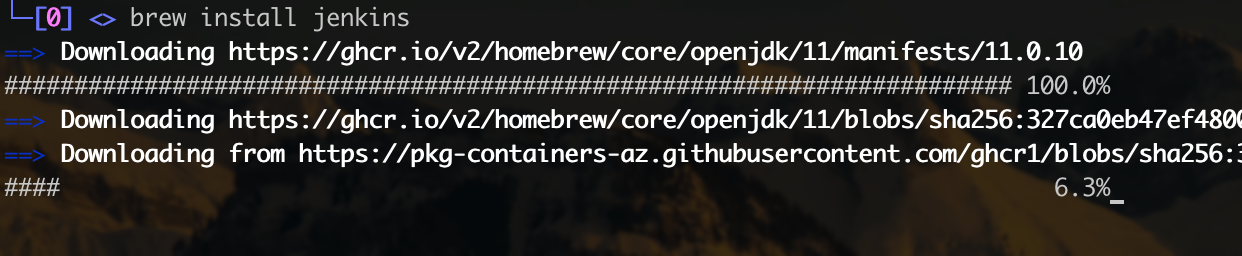 └─[0] <> brew install jenkins
==> Downloading https://ghcr.io/v2/homebrew/core/openjdk/11/manifests/11.0.10
######################################################################## 100.0%
==> Downloading https://ghcr.io/v2/homebrew/core/openjdk/11/blobs/sha256:327ca0eb47ef4800
==> Downloading from https://pkg-containers-az.githubusercontent.com/ghcr1/blobs/sha256:3
#### 6.3%